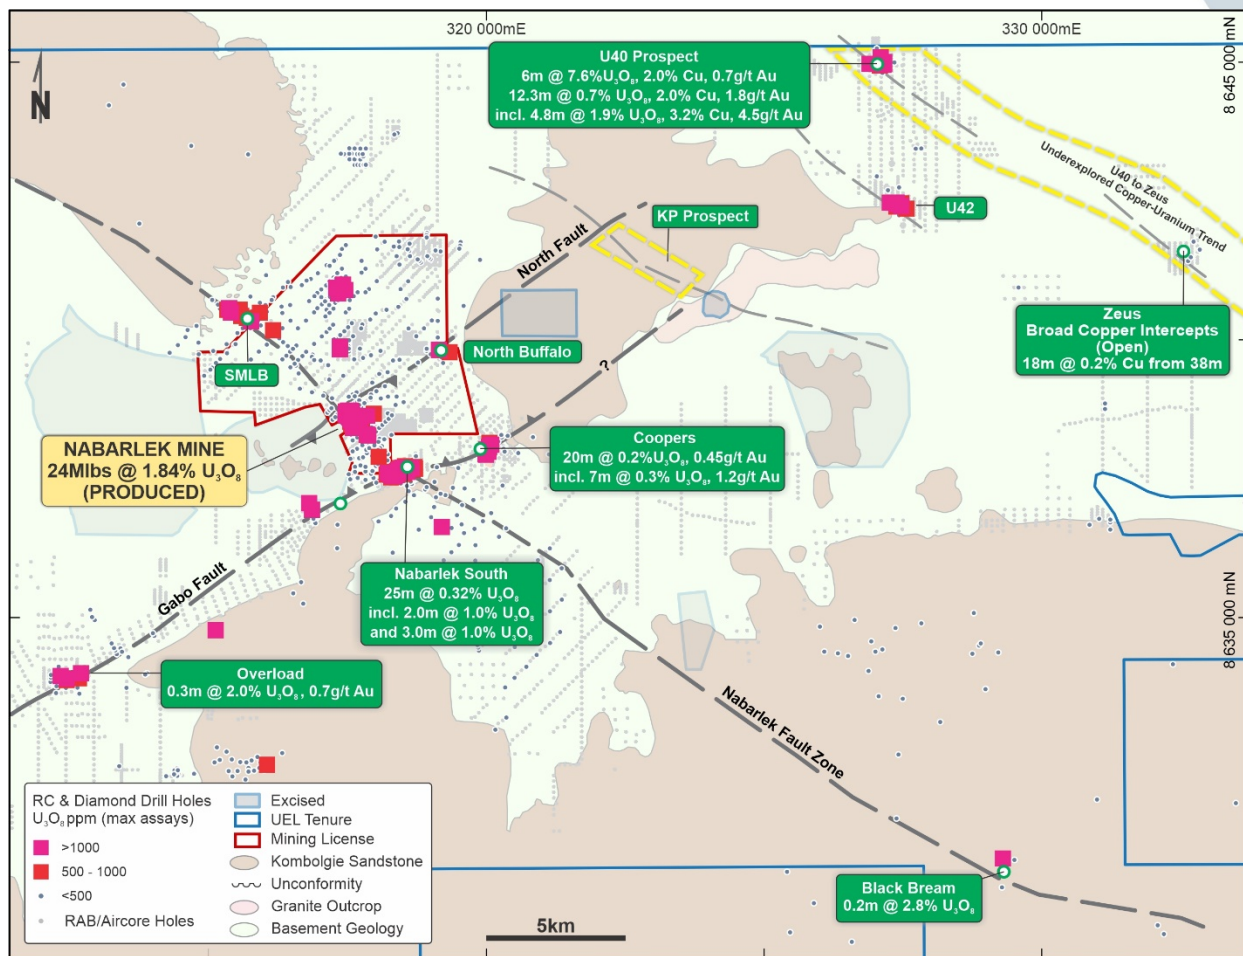 320 000mE
330 000mE
8 645 000 mN
8 635 000 mN
N
U40 Prospect
6m @ 7.6%U₃O₈, 2.0% Cu, 0.7g/t Au
12.3m @ 0.7% U₃O₈, 2.0% Cu, 1.8g/t Au
incl. 4.8m @ 1.9% U₃O₈, 3.2% Cu, 4.5g/t Au
U40 to Zeus
Underexplored Copper-Uranium Trend
U42
KP Prospect
North Fault
Zeus
Broad Copper Intercepts
(Open)
18m @ 0.2% Cu from 38m
North Buffalo
SMLB
?
NABARLEK MINE
24Mlbs @ 1.84% U₃O₈
(PRODUCED)
Coopers
20m @ 0.2%U₃O₈, 0.45g/t Au
incl. 7m @ 0.3% U₃O₈, 1.2g/t Au
Gabo Fault
Nabarlek South
25m @ 0.32% U₃O₈
incl. 2.0m @ 1.0% U₃O₈
and 3.0m @ 1.0% U₃O₈
Overload
0.3m @ 2.0% U₃O₈, 0.7g/t Au
Nabarlek Fault Zone
Black Bream
0.2m @ 2.8% U₃O₈
RC & Diamond Drill Holes
U₃O₈ ppm (max assays)
>1000
500 - 1000
<500
RAB/Aircore Holes
Excised
UEL Tenure
Mining License
Kombolgie Sandstone
Unconformity
Granite Outcrop
Basement Geology
5km